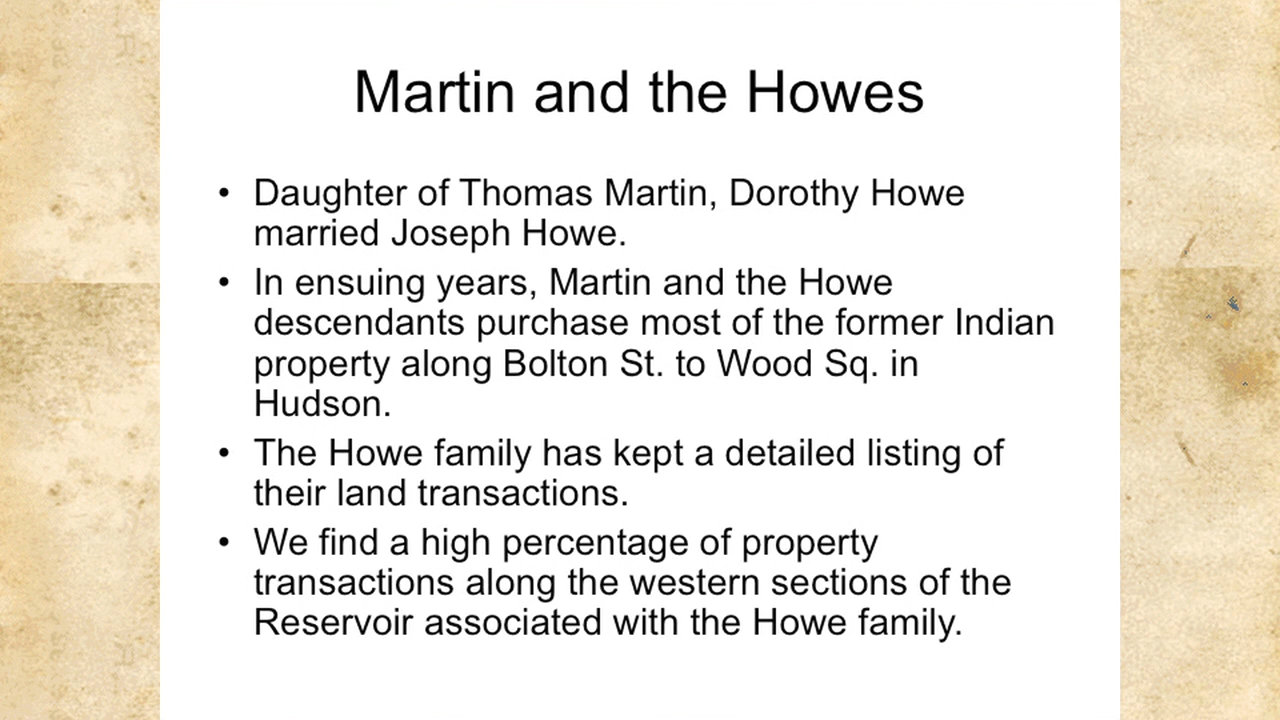 Martin and the Howes
• Daughter of Thomas Martin, Dorothy Howe
married Joseph Howe.
• In ensuing years, Martin and the Howe
descendants purchase most of the former Indian
property along Bolton St. to Wood Sq. in
Hudson.
• The Howe family has kept a detailed listing of
their land transactions.
• We find a high percentage of property
transactions along the western sections of the
Reservoir associated with the Howe family.